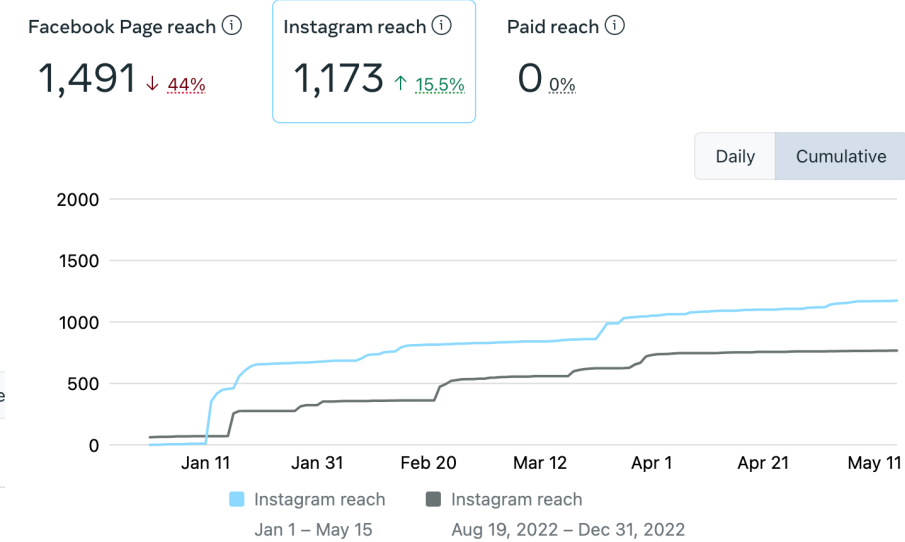 Facebook Page reach
Instagram reach
Paid reach
1,491 ↓ 44%
1,173 ↑ 15.5%
0 0%
Daily
Cumulative
2000
1500
1000
500
0
Jan 11
Jan 31
Feb 20
Mar 12
Apr 1
Apr 21
May 11
Instagram reach
Jan 1 – May 15
Instagram reach
Aug 19, 2022 – Dec 31, 2022